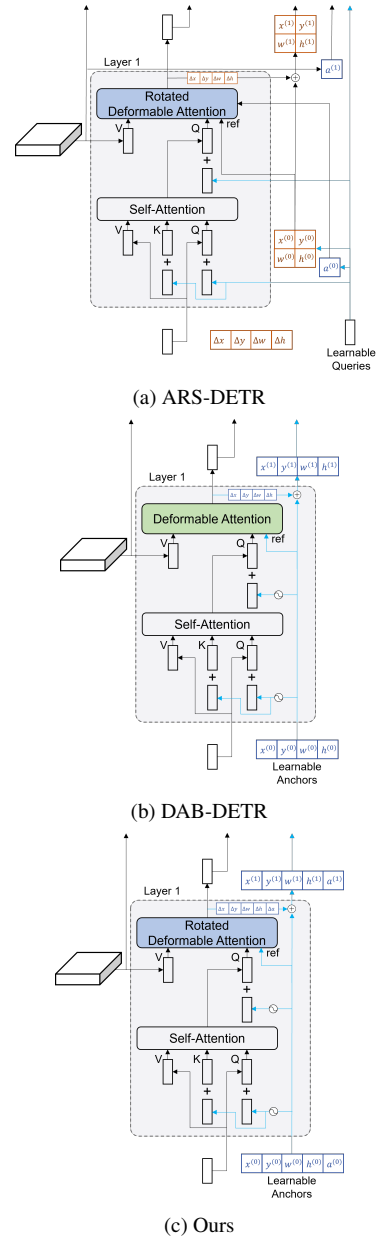 x^{(1)} y^{(1)}
w^{(1)} h^{(1)}
a^{(1)}
Layer 1
Δx Δy Δw Δh
+
Rotated
Deformable Attention
V Q ref
+
Self-Attention
V K Q
+ +
x^{(0)} y^{(0)}
w^{(0)} h^{(0)}
a^{(0)}
Δx Δy Δw Δh
Learnable
Queries
(a) ARS-DETR
x^{(1)} y^{(1)} w^{(1)} h^{(1)}
Layer 1
Δx Δy Δw Δh
+
Deformable Attention
V Q ref
+
Self-Attention
V K Q
+ +
x^{(0)} y^{(0)} w^{(0)} h^{(0)}
Learnable
Anchors
(b) DAB-DETR
x^{(1)} y^{(1)} w^{(1)} h^{(1)} a^{(1)}
Layer 1
Δx Δy Δw Δh Δa
+
Rotated
Deformable Attention
V Q ref
+
Self-Attention
V K Q
+ +
x^{(0)} y^{(0)} w^{(0)} h^{(0)} a^{(0)}
Learnable
Anchors
(c) Ours